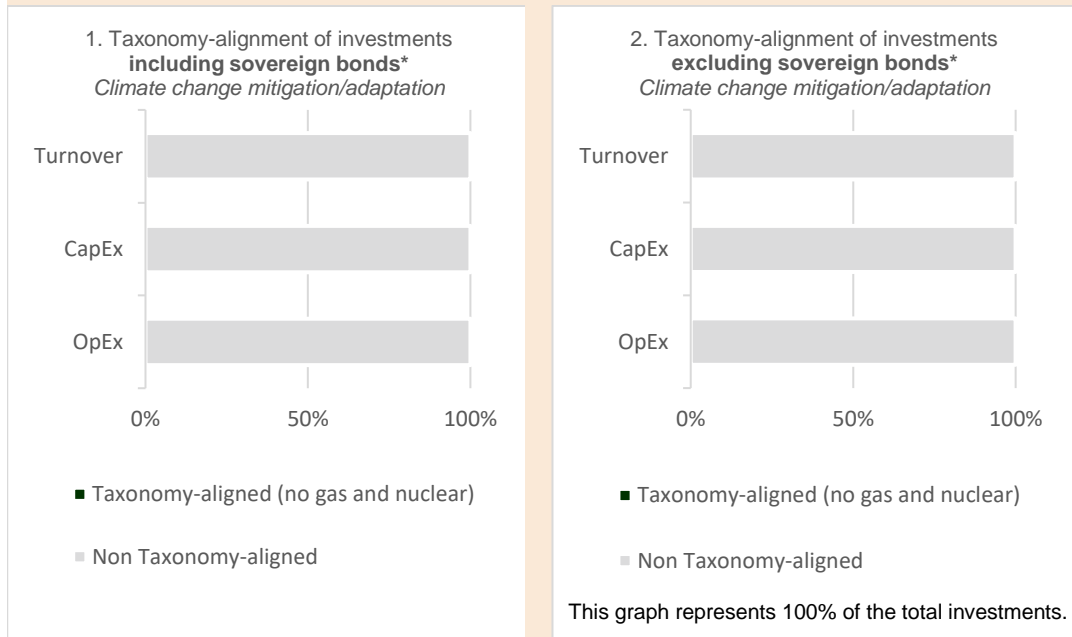 1. Taxonomy-alignment of investments
including sovereign bonds*
Climate change mitigation/adaptation
Turnover
CapEx
OpEx
0% 50% 100%
Taxonomy-aligned (no gas and nuclear)
Non Taxonomy-aligned
2. Taxonomy-alignment of investments
excluding sovereign bonds*
Climate change mitigation/adaptation
Turnover
CapEx
OpEx
0% 50% 100%
Taxonomy-aligned (no gas and nuclear)
Non Taxonomy-aligned
This graph represents 100% of the total investments.